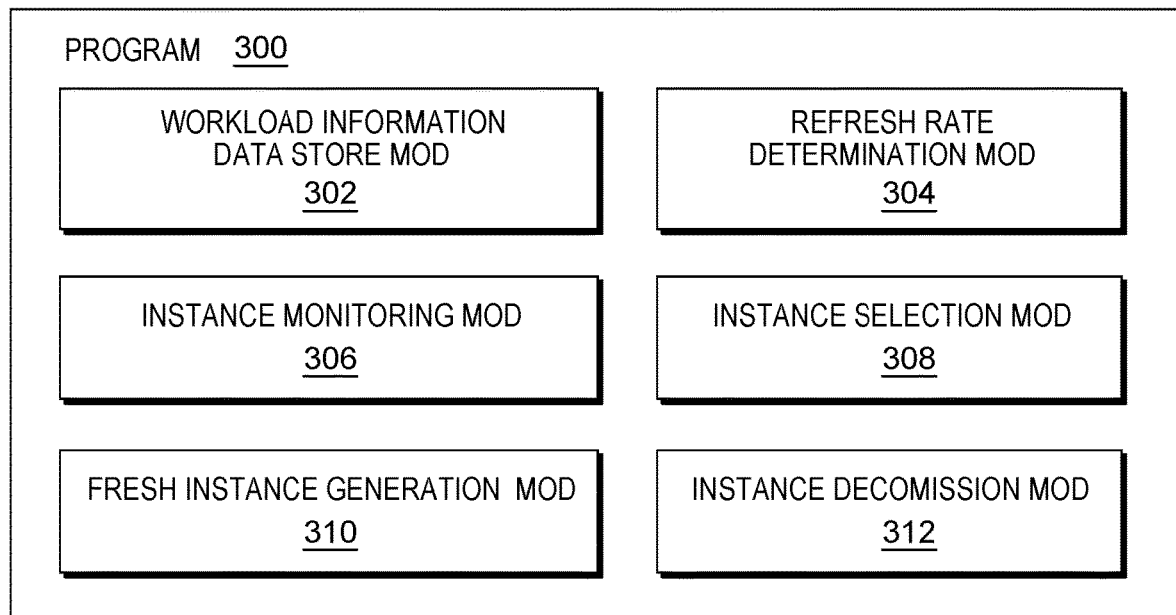 PROGRAM 300
WORKLOAD INFORMATION
DATA STORE MOD
302
REFRESH RATE
DETERMINATION MOD
304
INSTANCE MONITORING MOD
306
INSTANCE SELECTION MOD
308
FRESH INSTANCE GENERATION MOD
310
INSTANCE DECOMISSION MOD
312